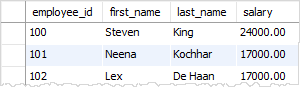 employee_id first_name last_name salary
100 Steven King 24000.00
101 Neena Kochhar 17000.00
102 Lex De Haan 17000.00